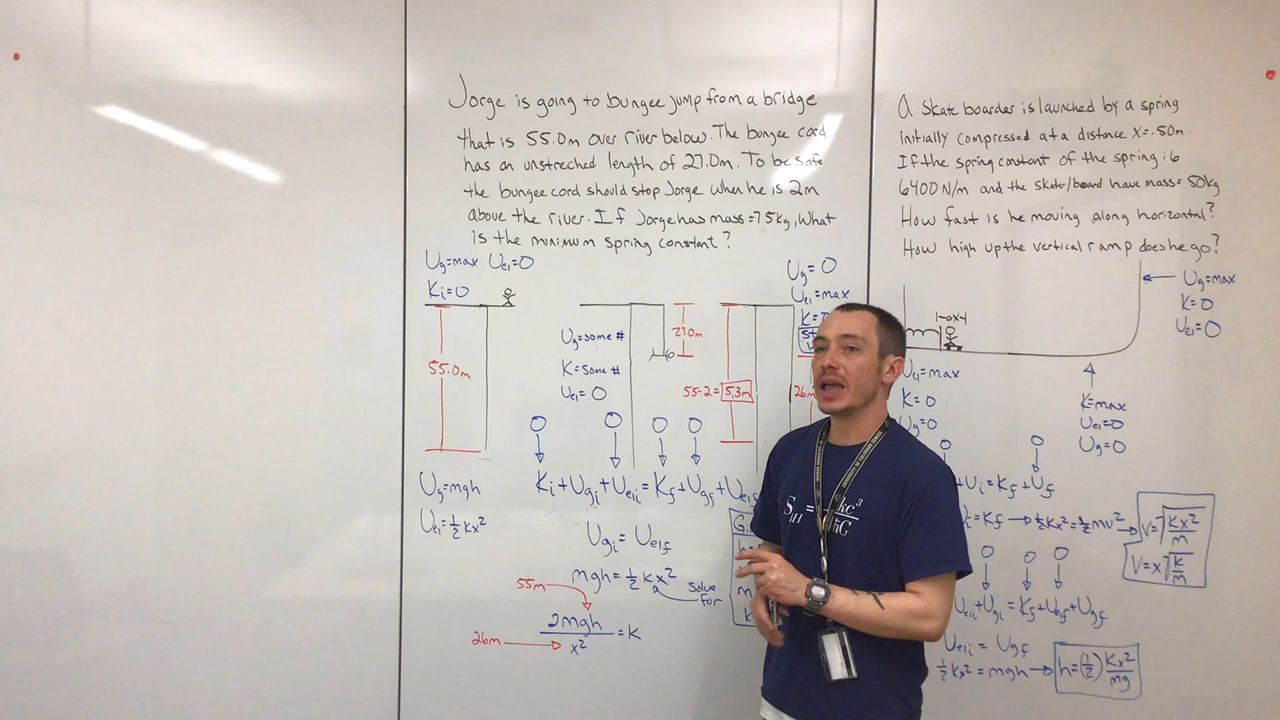 Jorge is going to bungee jump from a bridge
that is 55.0m over river below. The bungee cord
has an unstreched length of 27.0m. To be safe
the bungee cord should stop Jorge when he is 2m
above the river. If Jorge has mass=75kg, What
is the minimum spring constant?
Ug=max Uel=0
Ki=0
55.0m
Ug=some #
K=some #
Uel=0
27.0m
Ug=0
Uel=max
55-2=53m
26m
Ug=mgh
Uel=½kx²
Ki+Ugi+Ueli=Kf+Ugf+Uelf
Ugi=Uelf
mgh=½kx²
Solve
for
55m
2mgh
x²
=K
26m
A Skateboarder is launched by a spring
initially compressed at a distance x=.50m.
If the spring constant of the spring is
6400 N/m and the skater/board have mass=50kg
How fast is he moving along horizontal?
How high up the vertical ramp does he go?
Ug=max
K=0
Uel=0
Uel=max
K=0
Ug=0
K=max
Uel=0
Ug=0
+Ui=Kf+Uf
=Kf→½kx²=½mv²→
V=√kx²/m
V=x√k/m
Ueli+Ugi=Kf+Uelf+Ugf
Ueli=Ugf
½kx²=mgh→
h=(½)kx²/mg
S_BH=kc³/4ħG